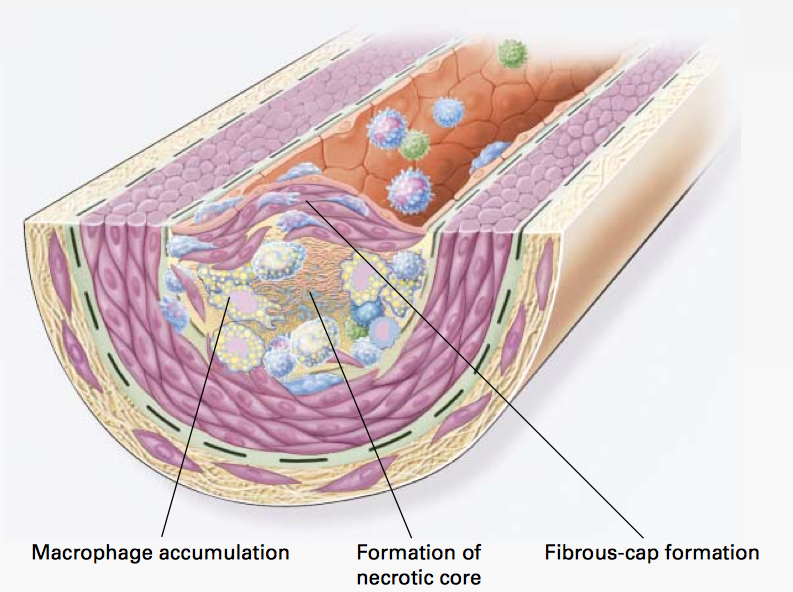 Macrophage accumulation
Formation of
necrotic core
Fibrous-cap formation